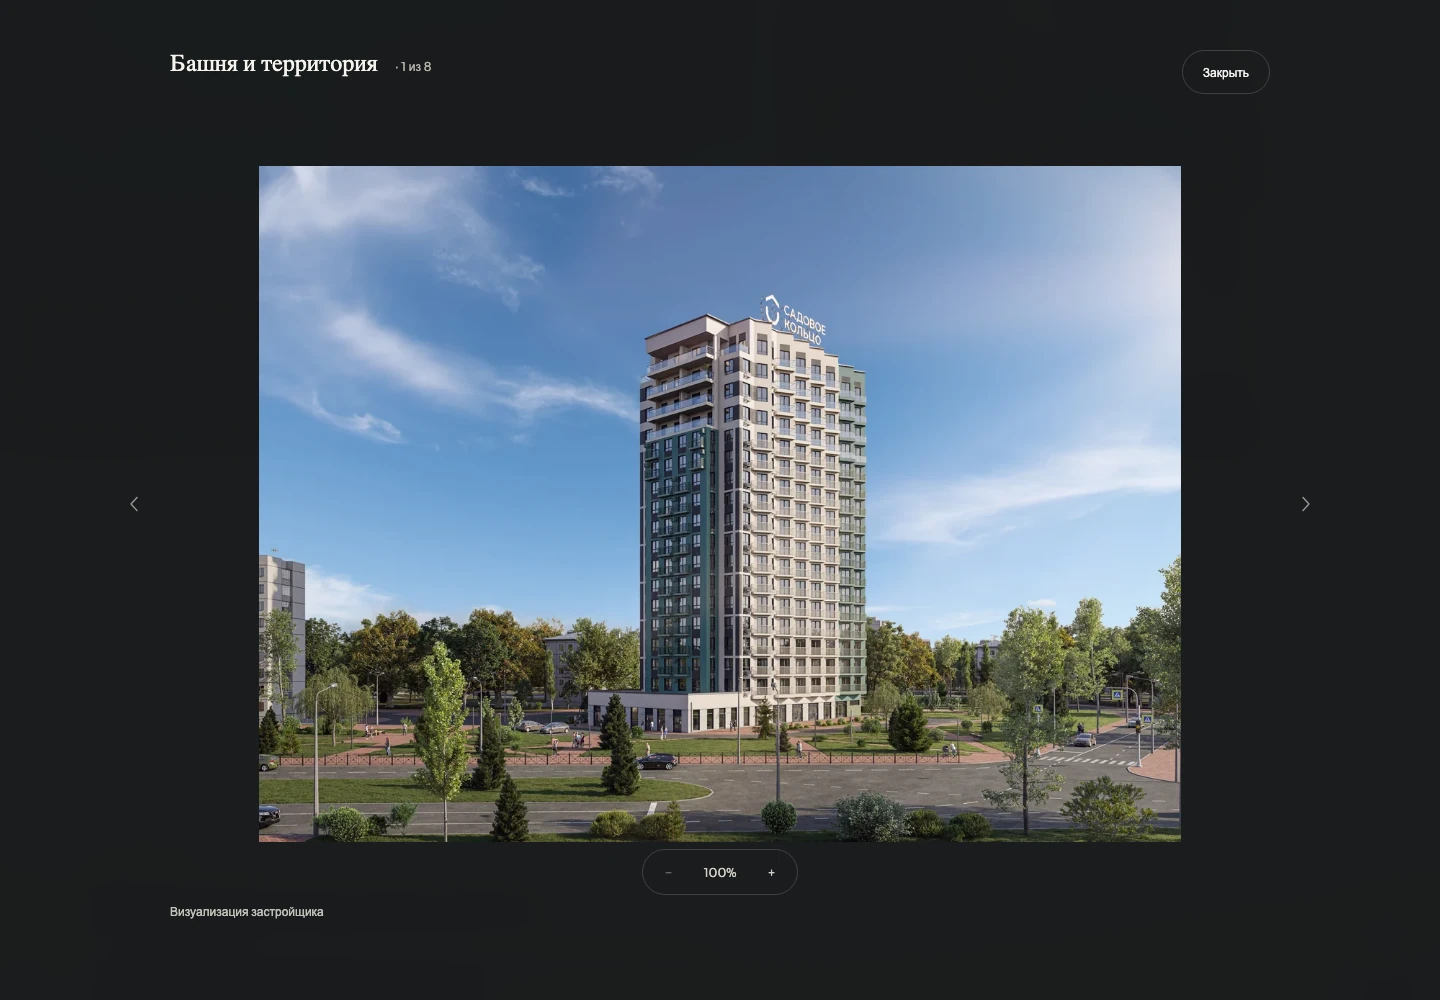 Башня и территория
· 1 из 8
Закрыть
САДОВОЕ
КОЛЬЦО
− 100% +
Визуализация застройщика